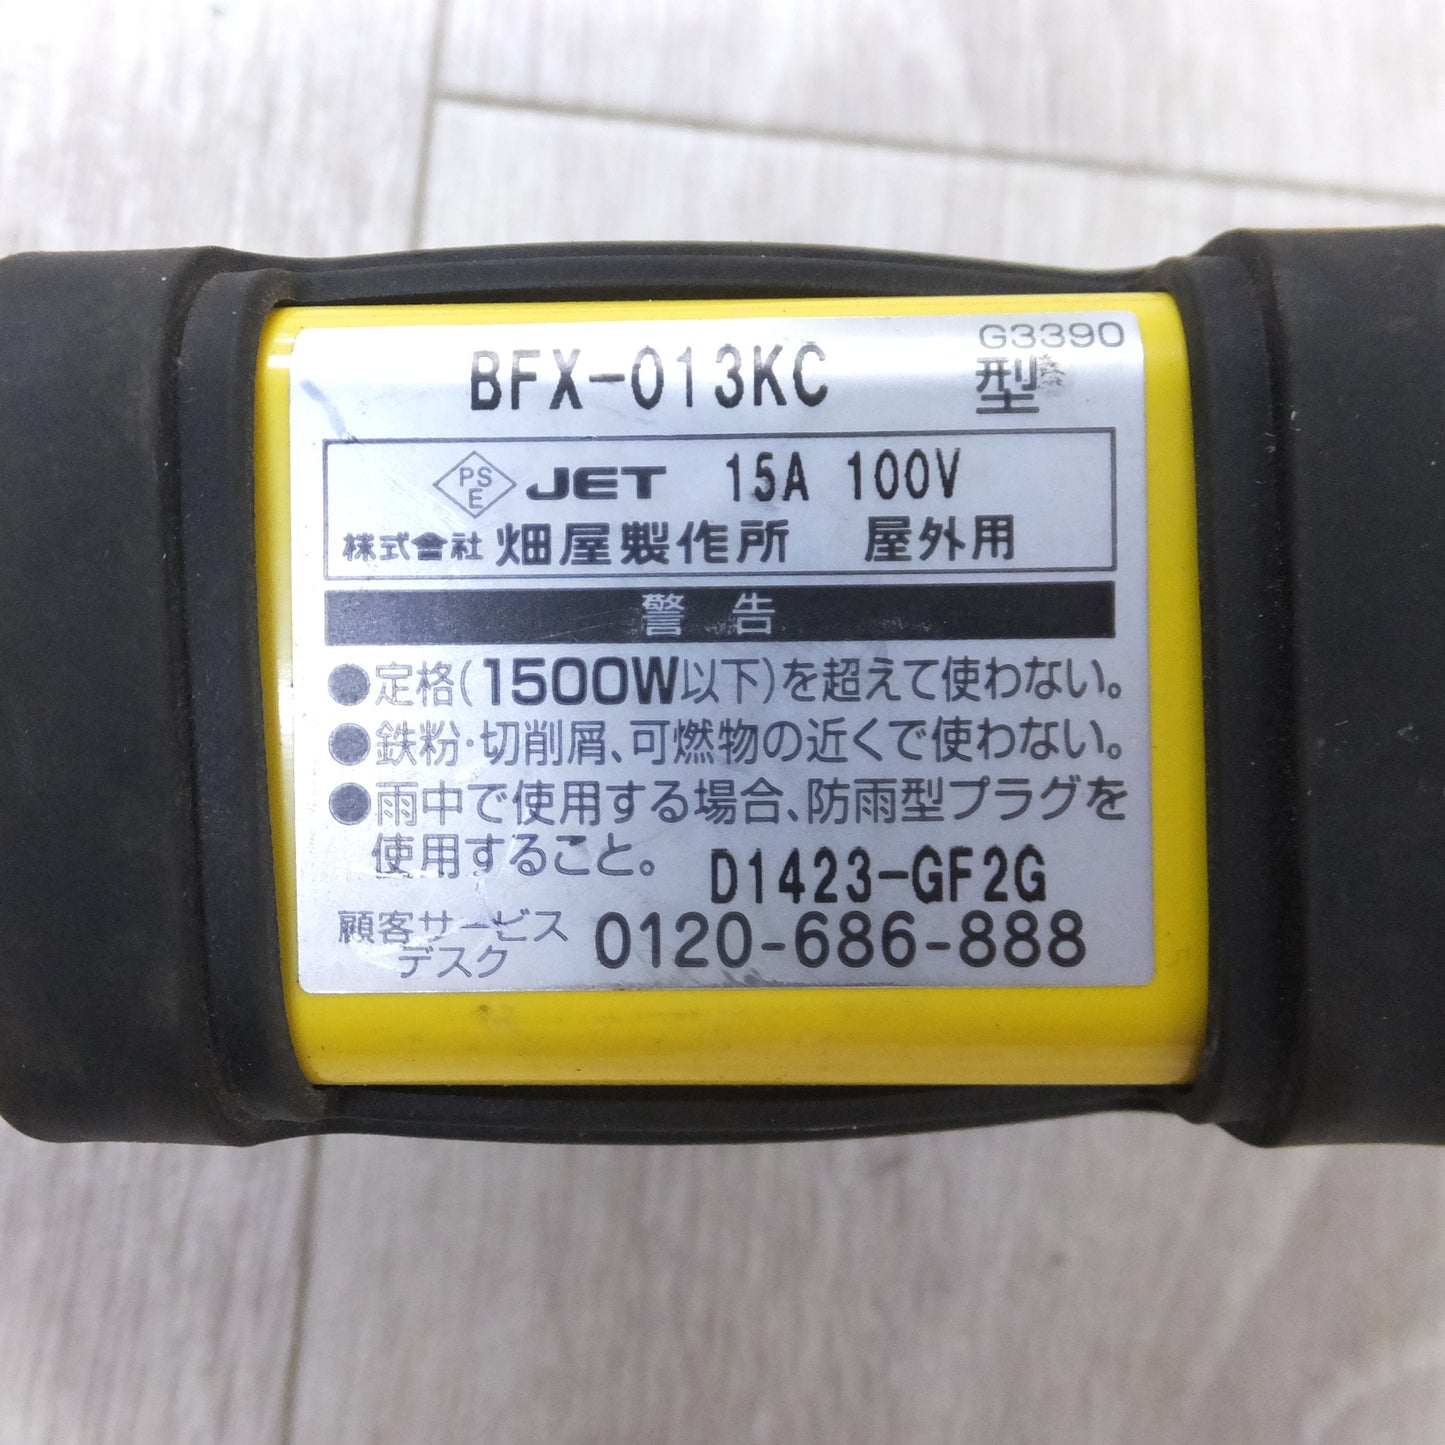 G3390
BFX-013KC 型
PSE JET 15A 100V
株式會社 畑屋製作所 屋外用
警告
●定格(1500W以下)を超えて使わない。
●鉄粉・切削屑、可燃物の近くで使わない。
●雨中で使用する場合、防雨型プラグを
使用すること。
D1423-GF2G
顧客サービス
デスク
0120-686-888